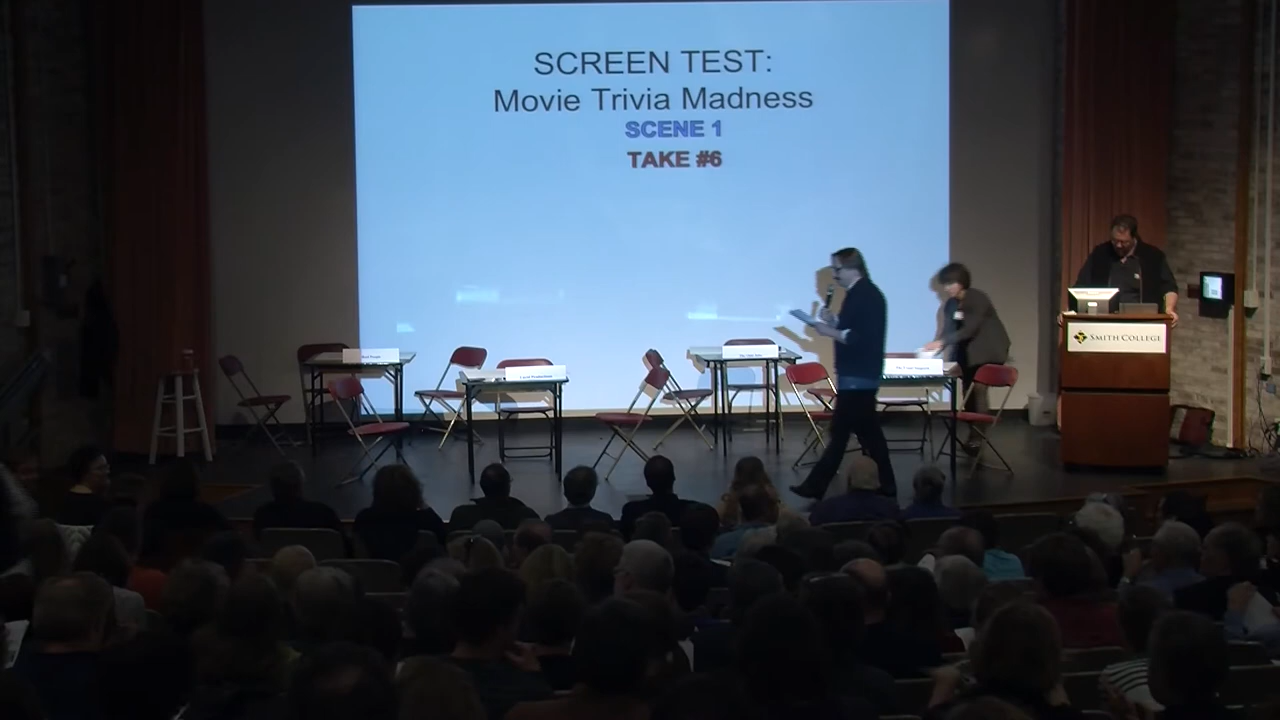 SCREEN TEST:
Movie Trivia Madness
SCENE 1
TAKE #6
SMITH COLLEGE